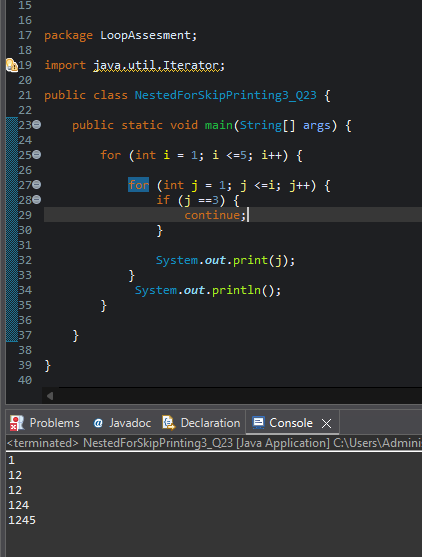 15
16
17 package LoopAssesment;
18
19 import java.util.Iterator;
20
21 public class NestedForSkipPrinting3_Q23 {
22
23 public static void main(String[] args) {
24
25 for (int i = 1; i <=5; i++) {
26
27 for (int j = 1; j <=i; j++) {
28 if (j ==3) {
29 continue;
30 }
31
32 System.out.print(j);
33 }
34 System.out.println();
35 }
36
37 }
38
39 }
40
Problems @ Javadoc Declaration Console
<terminated> NestedForSkipPrinting3_Q23 [Java Application] C:\Users\Adminis
1
12
12
124
1245